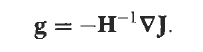 g = −H⁻¹∇J.